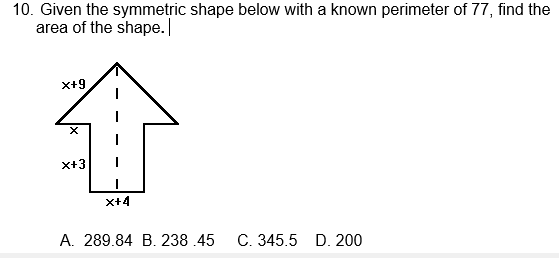 10. Given the symmetric shape below with a known perimeter of 77, find the
area of the shape.
x+9
x
x+3
x+4
A. 289.84 B. 238 .45 C. 345.5 D. 200